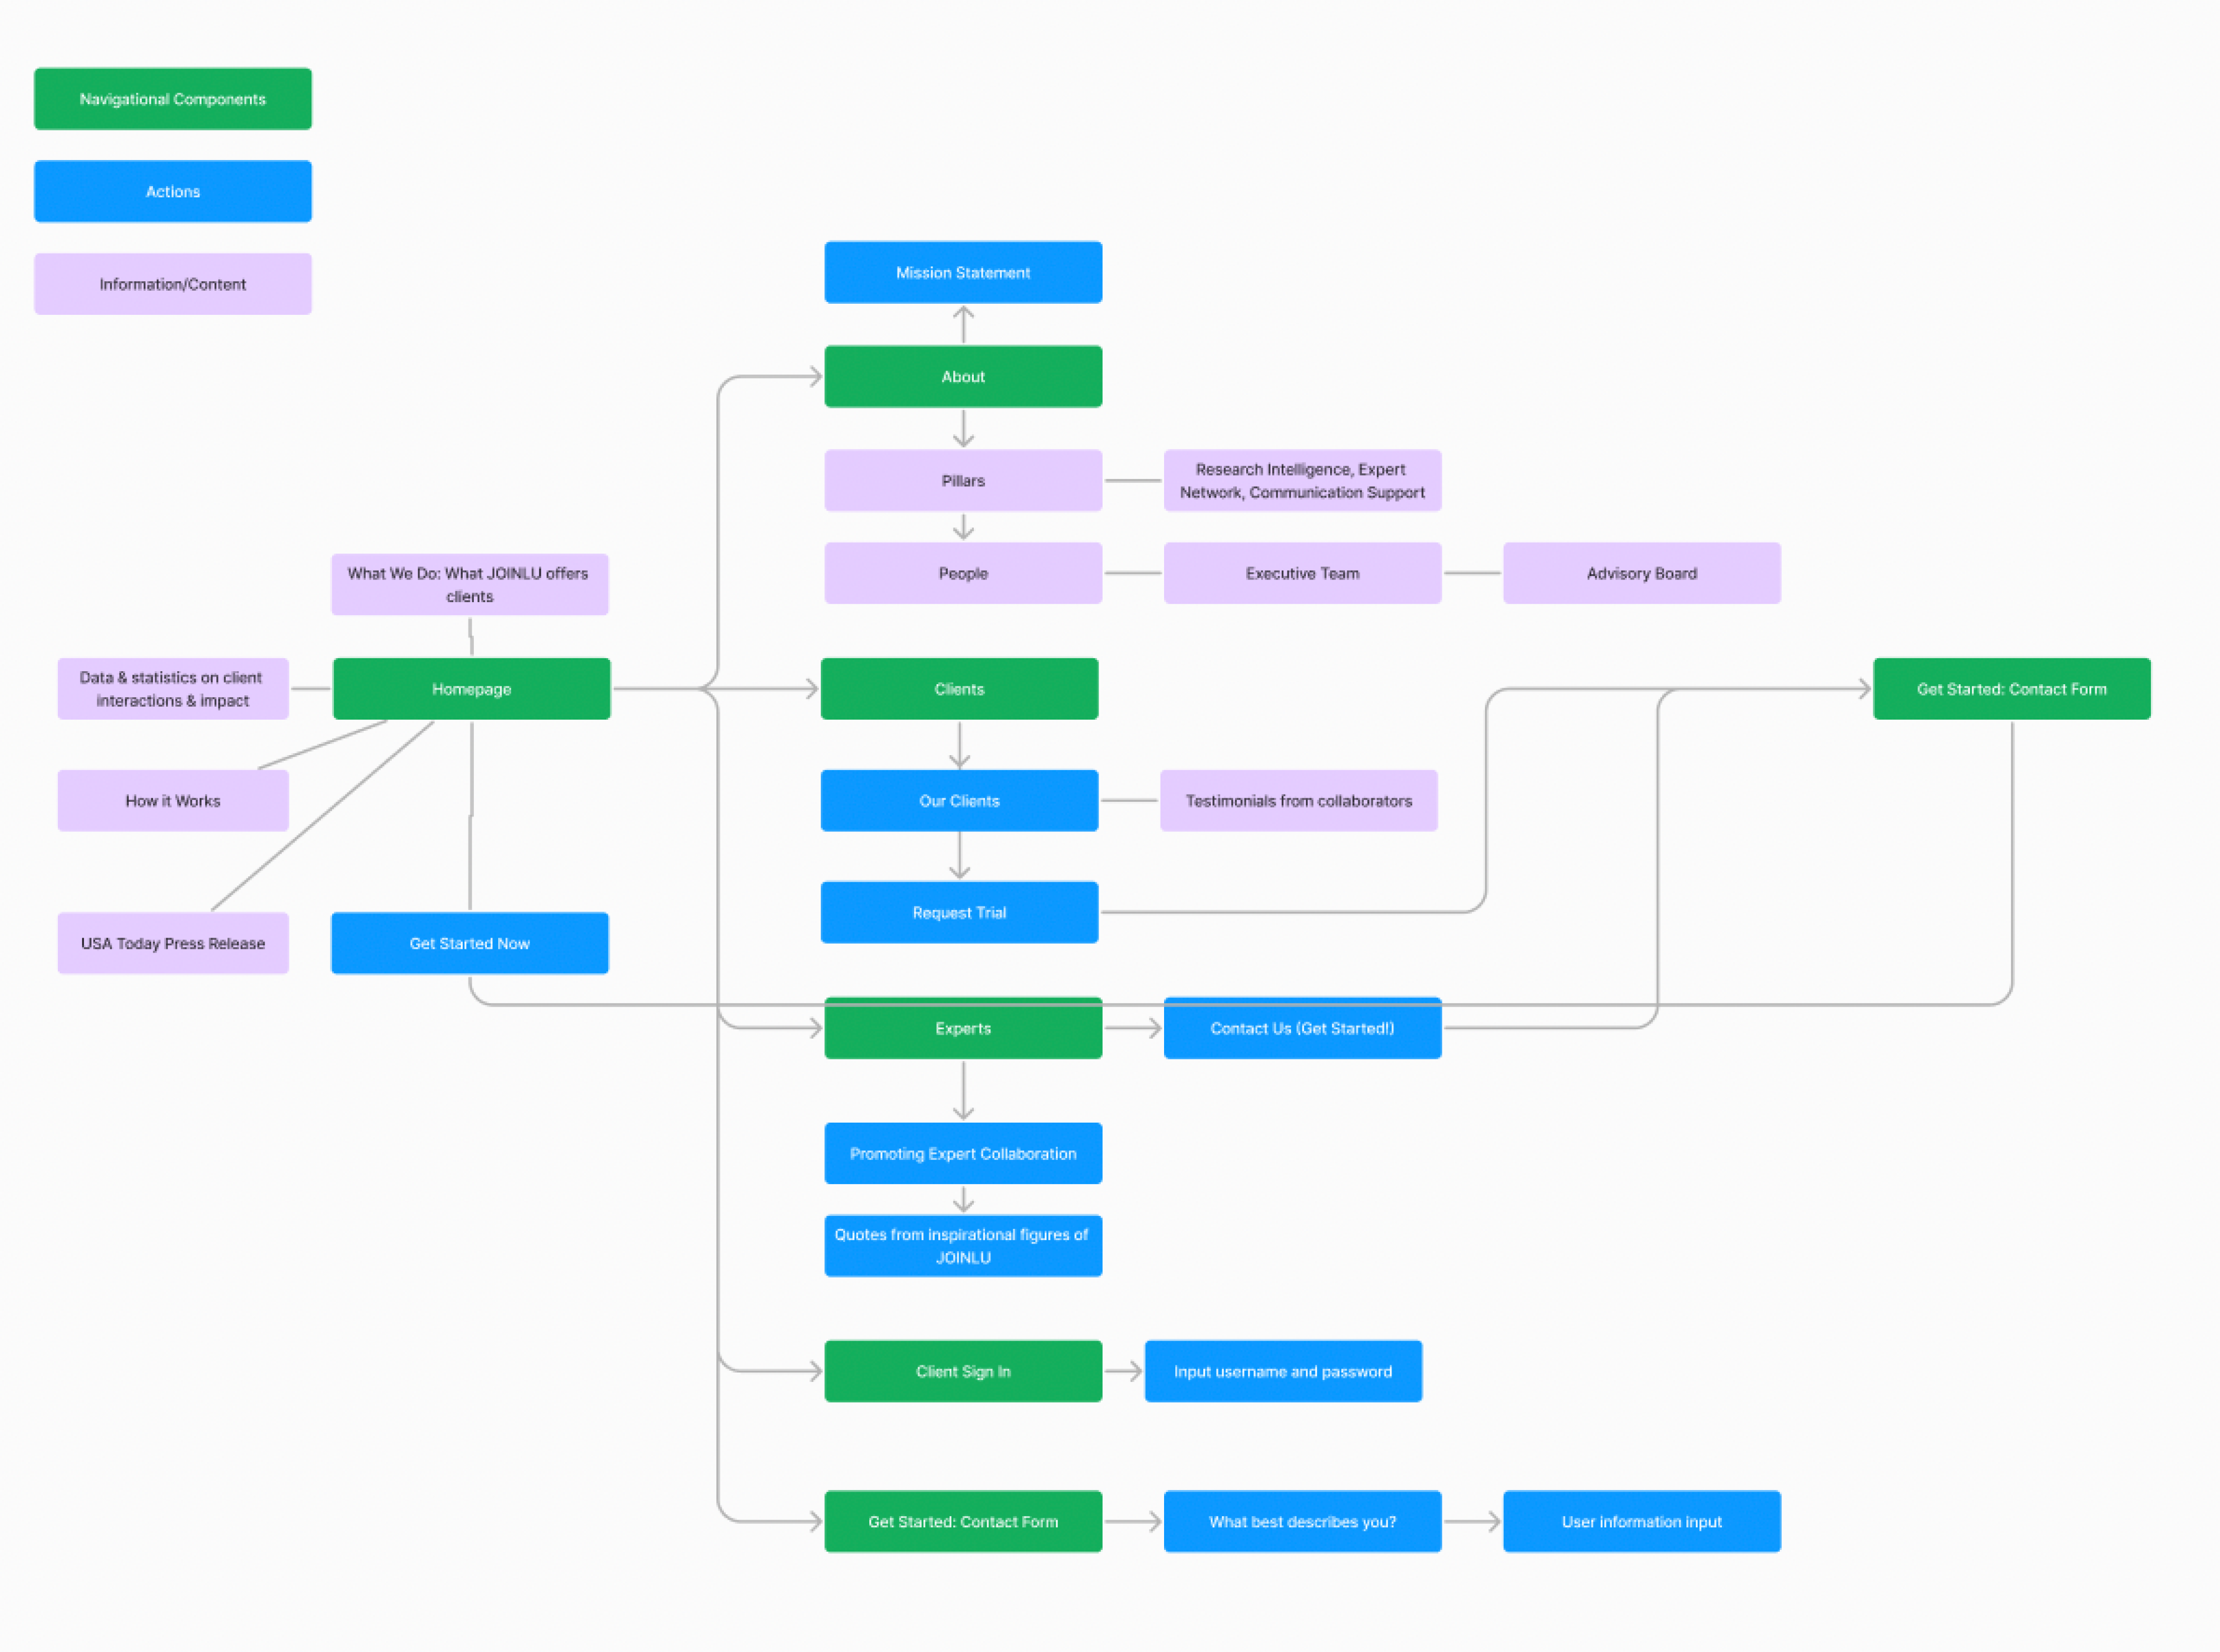 Navigational Components
Actions
Information/Content
Mission Statement
About
Pillars
Research Intelligence, Expert
Network, Communication Support
People
Executive Team
Advisory Board
What We Do: What JOINLU offers
clients
Data & statistics on client
interactions & impact
Homepage
Clients
Get Started: Contact Form
How it Works
Our Clients
Testimonials from collaborators
Request Trial
USA Today Press Release
Get Started Now
Experts
Contact Us (Get Started!)
Promoting Expert Collaboration
Quotes from inspirational figures of
JOINLU
Client Sign In
Input username and password
Get Started: Contact Form
What best describes you?
User information input